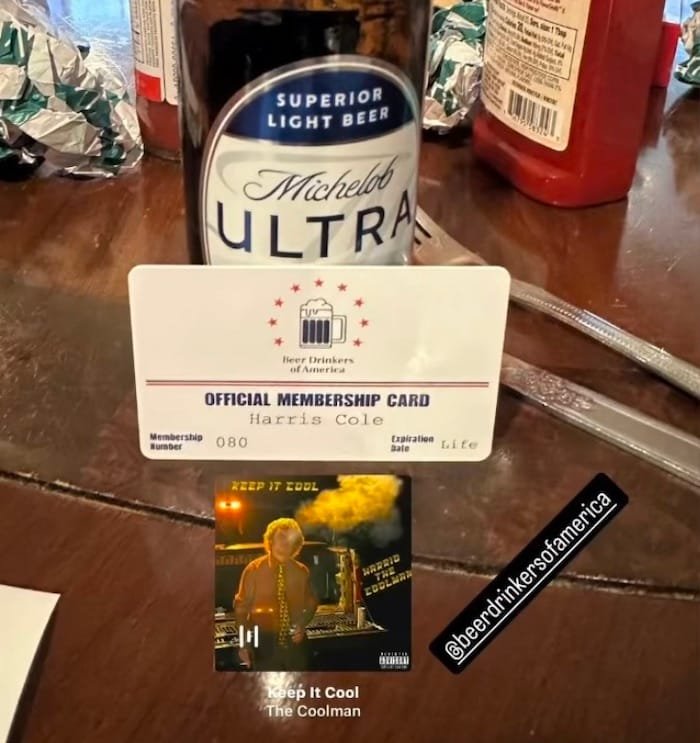 SUPERIOR
LIGHT BEER
Michelob
ULTRA
Beer Drinkers
of America
OFFICIAL MEMBERSHIP CARD
Harris Cole
Membership
Number
080
Expiration
Date
Life
KEEP IT COOL
THE
COOLMAN
ADVISORY
@beerdrinkersofamerica
Keep It Cool
The Coolman